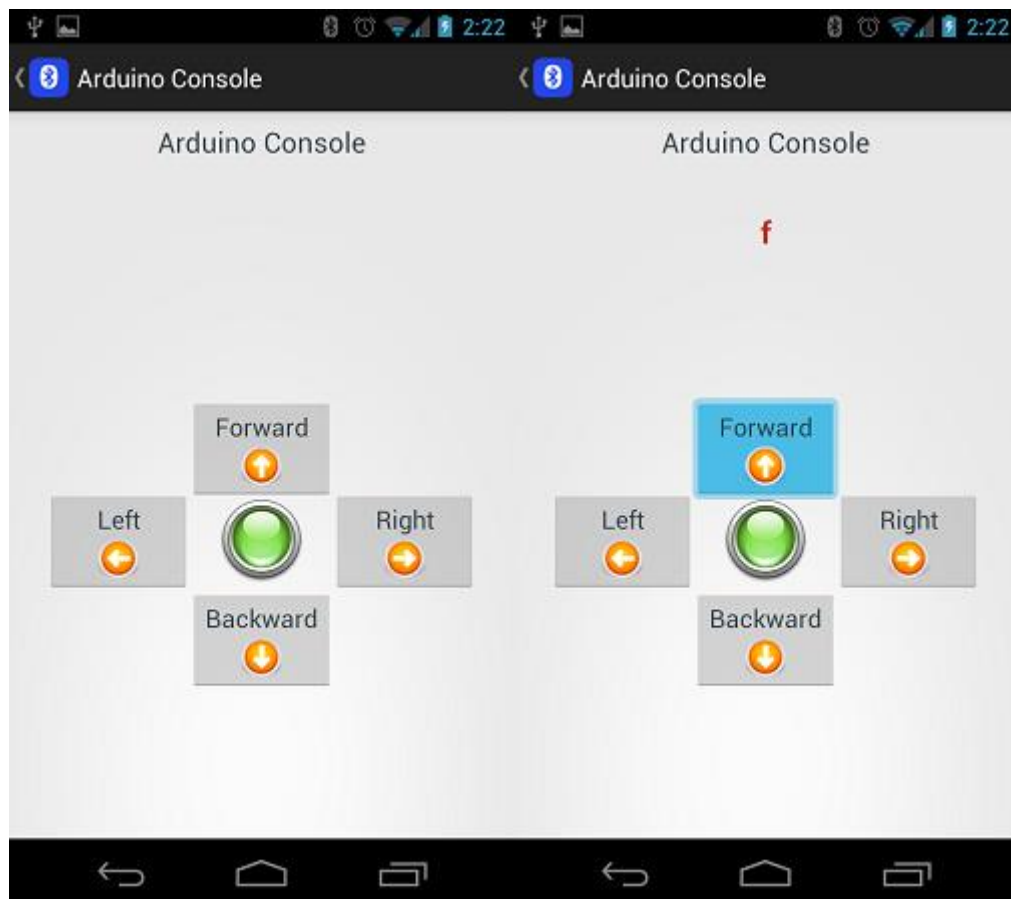 2:22
Arduino Console
Arduino Console
Forward
Left
Right
Backward
2:22
Arduino Console
Arduino Console
f
Forward
Left
Right
Backward